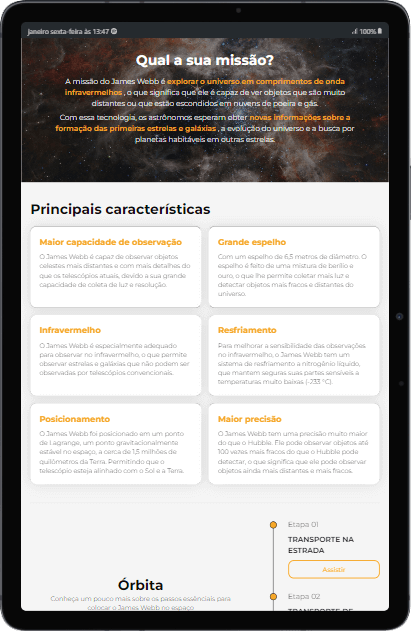 janeiro sexta-feira às 13:47
100%
Qual a sua missão?
A missão do James Webb é explorar o universo em comprimentos de onda
infravermelhos , o que significa que ele é capaz de ver objetos que são muito
distantes ou que estão escondidos em nuvens de poeira e gás.
Com essa tecnologia, os astrônomos esperam obter novas informações sobre a
formação das primeiras estrelas e galáxias , a evolução do universo e a busca por
planetas habitáveis em outras estrelas.
Principais características
Maior capacidade de observação
O James Webb é capaz de observar objetos
celestes mais distantes e com mais detalhes do
que os telescópios atuais, devido a sua grande
capacidade de coleta de luz e resolução.
Grande espelho
Com um espelho de 6,5 metros de diâmetro. O
espelho é feito de uma mistura de barílio e
ouro, o que lhe permite coletar mais luz e
detectar objetos mais fracos e distantes do
universo.
Infravermelho
O James Webb é especialmente adequado
para observar no infravermelho, o que permite
observar estrelas e galáxias que não podem ser
observadas por telescópios convencionais.
Resfriamento
Para melhorar a sensibilidade das observações
no infravermelho, o James Webb tem um
sistema de resfriamento a nitrogênio líquido,
que mantem seguras suas partes sensíveis a
temperaturas muito baixas (-233 °C).
Posicionamento
O James Webb foi posicionado em um ponto
de Lagrange, um ponto gravitacionalmente
estável no espaço, a cerca de 1,5 milhões de
quilômetros da Terra. Permitindo que o
telescópio esteja alinhado com o Sol e a Terra.
Maior precisão
O James Webb tem uma precisão muito maior
do que o Hubble. Ele pode observar objetos até
100 vezes mais fracos do que o Hubble pode
detectar, o que significa que ele pode observar
objetos ainda mais distantes e mais fracos.
Órbita
Conheça um pouco mais sobre os passos essenciais para
colocar o James Webb no espaço
Etapa 01
TRANSPORTE NA
ESTRADA
Assistir
Etapa 02
TRANSPORTE DE